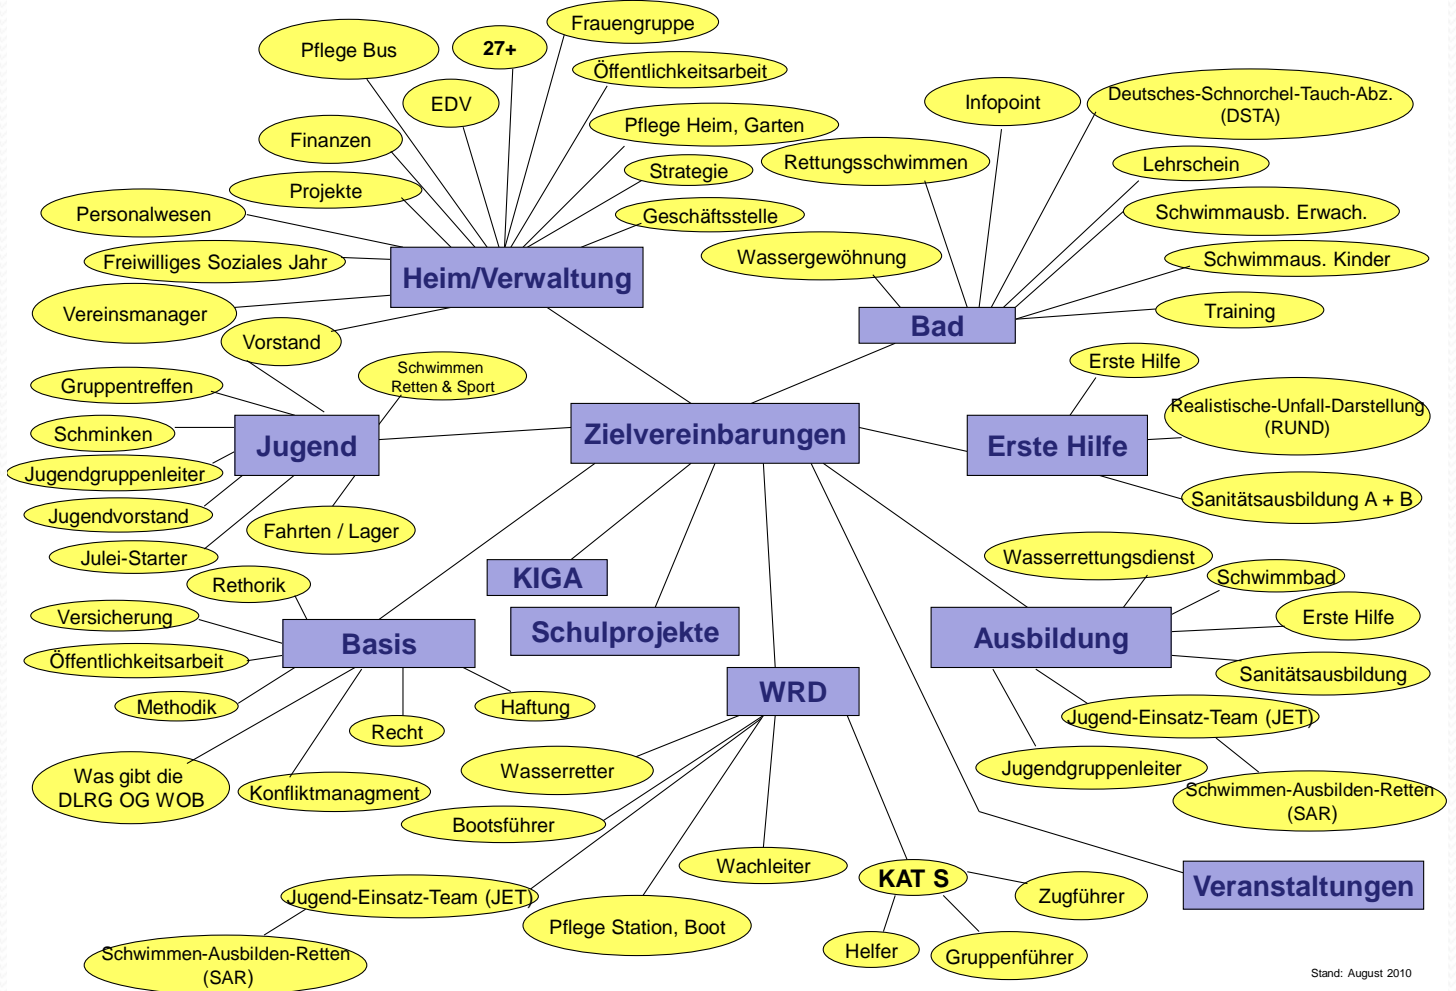 Frauengruppe
Pflege Bus
27+
Öffentlichkeitsarbeit
EDV
Pflege Heim, Garten
Finanzen
Strategie
Projekte
Personalwesen
Geschäftsstelle
Freiwilliges Soziales Jahr
Heim/Verwaltung
Vereinsmanager
Vorstand
Infopoint
Deutsches-Schnorchel-Tauch-Abz.
(DSTA)
Rettungsschwimmen
Lehrschein
Schwimmausb. Erwach.
Wassergewöhnung
Schwimmaus. Kinder
Training
Bad
Schwimmen
Retten & Sport
Gruppentreffen
Schminken
Jugend
Jugendgruppenleiter
Jugendvorstand
Fahrten / Lager
Julei-Starter
Zielvereinbarungen
Erste Hilfe
Realistische-Unfall-Darstellung
(RUND)
Erste Hilfe
Sanitätsausbildung A + B
KIGA
Schulprojekte
Rethorik
Versicherung
Basis
Öffentlichkeitsarbeit
Methodik
Haftung
Recht
Was gibt die
DLRG OG WOB
Konfliktmanagment
Wasserrettungsdienst
Schwimmbad
Erste Hilfe
Ausbildung
Sanitätsausbildung
Jugend-Einsatz-Team (JET)
Jugendgruppenleiter
Schwimmen-Ausbilden-Retten
(SAR)
WRD
Wasserretter
Bootsführer
Wachleiter
Jugend-Einsatz-Team (JET)
Pflege Station, Boot
Schwimmen-Ausbilden-Retten
(SAR)
KAT S
Zugführer
Helfer
Gruppenführer
Veranstaltungen
Stand: August 2010